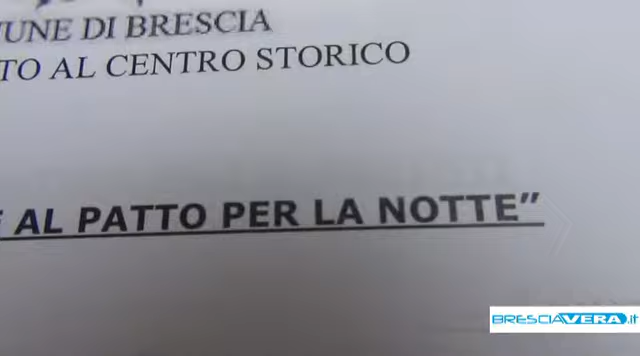 UNE DI BRESCIA
TO AL CENTRO STORICO
AL PATTO PER LA NOTTE”
BRESCIAVERA.it